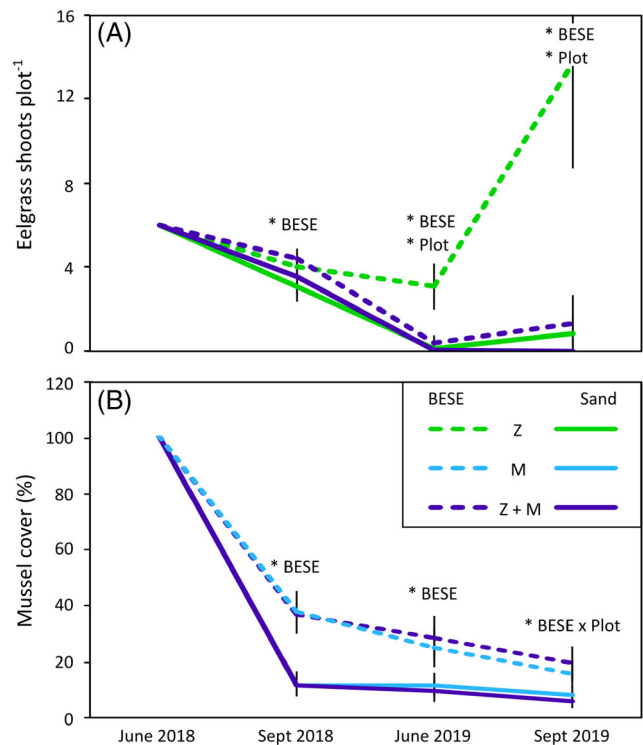 (A)
Eelgrass shoots plot-1
16
12
8
4
0
* BESE
* BESE
* Plot
* BESE
* Plot
(B)
Mussel cover (%)
120
100
80
60
40
20
0
BESE Sand
Z
M
Z + M
* BESE
* BESE
* BESE x Plot
June 2018 Sept 2018 June 2019 Sept 2019